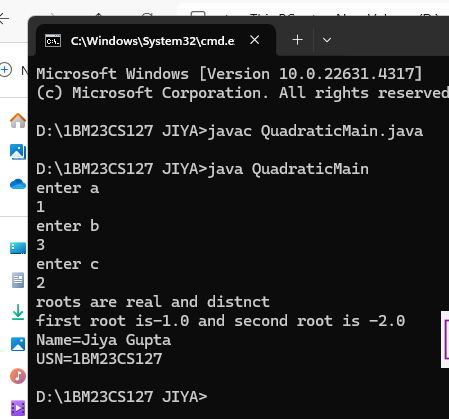 C:\Windows\System32\cmd.e
Microsoft Windows [Version 10.0.22631.4317]
(c) Microsoft Corporation. All rights reserved
D:\1BM23CS127 JIYA>javac QuadraticMain.java
D:\1BM23CS127 JIYA>java QuadraticMain
enter a
1
enter b
3
enter c
2
roots are real and distnct
first root is-1.0 and second root is -2.0
Name=Jiya Gupta
USN=1BM23CS127
D:\1BM23CS127 JIYA>